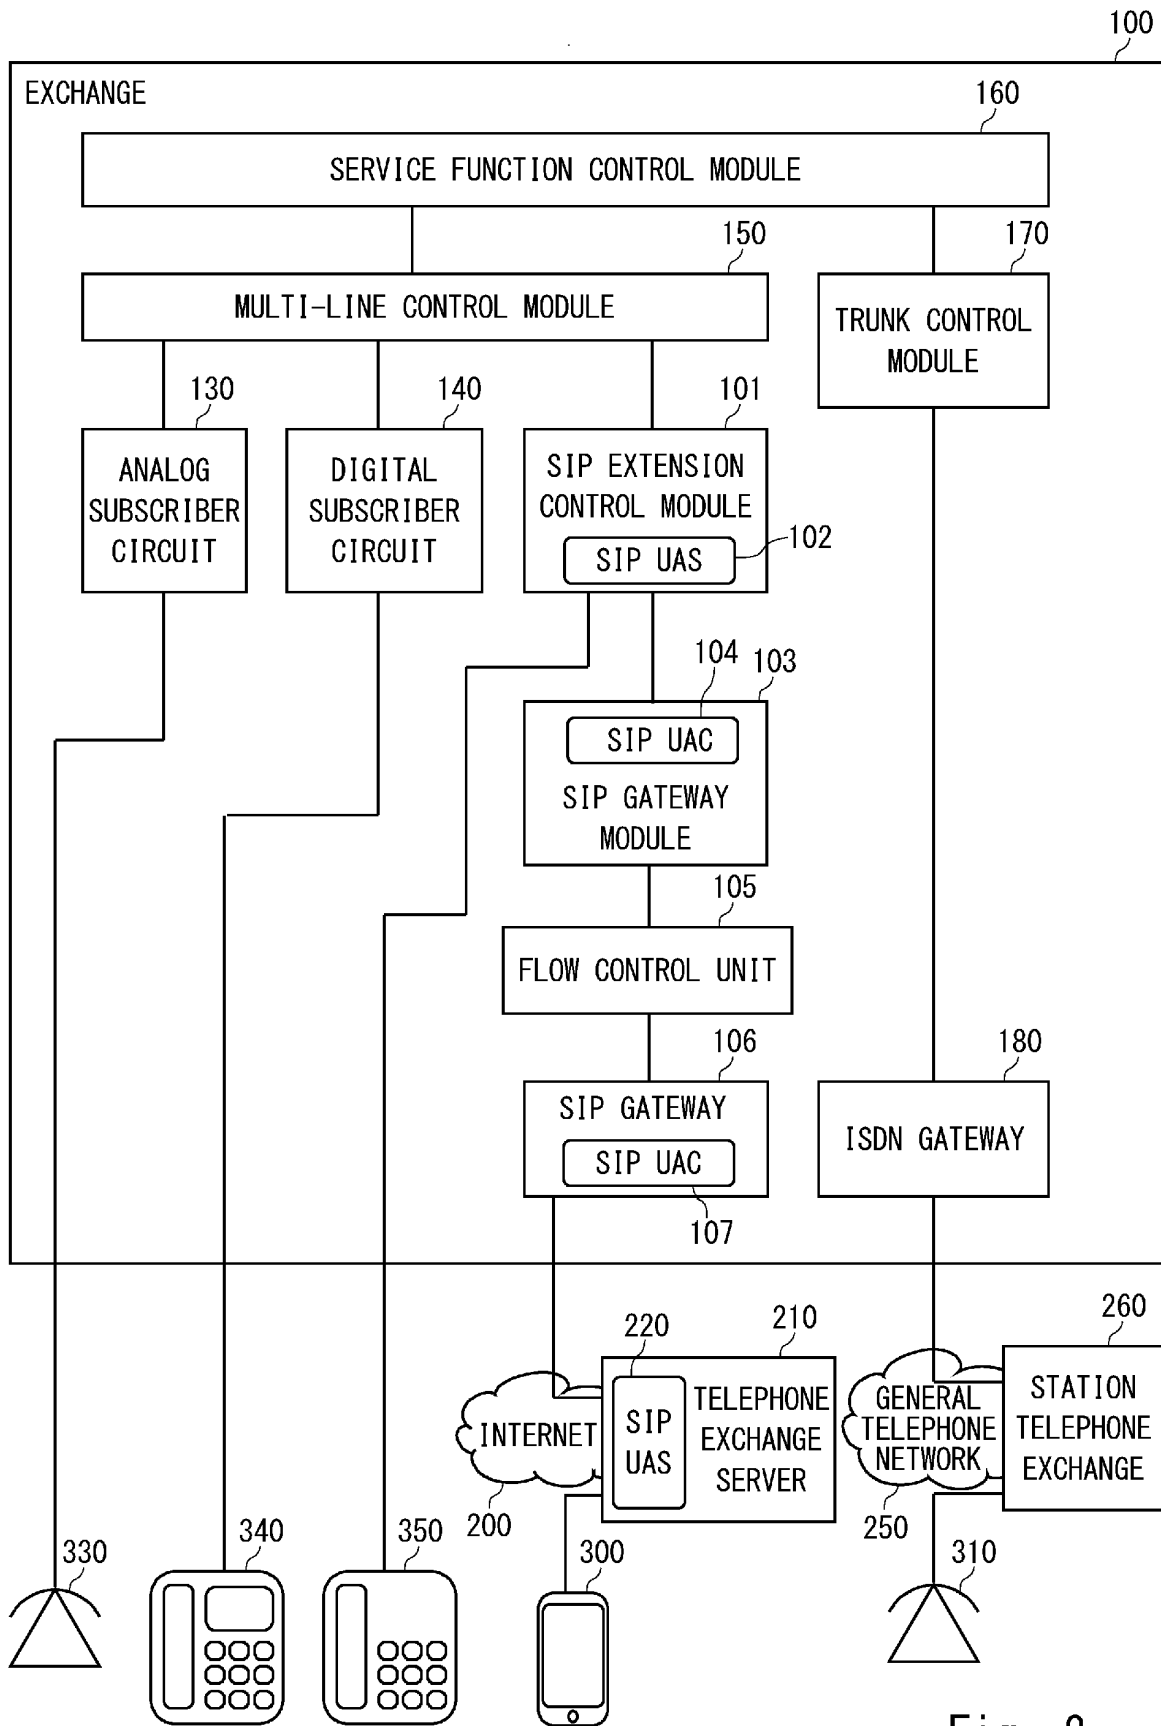 100
EXCHANGE
160
SERVICE FUNCTION CONTROL MODULE
150
170
MULTI-LINE CONTROL MODULE
TRUNK CONTROL
MODULE
130
140
101
ANALOG
SUBSCRIBER
CIRCUIT
DIGITAL
SUBSCRIBER
CIRCUIT
SIP EXTENSION
CONTROL MODULE
SIP UAS
102
104
103
SIP UAC
SIP GATEWAY
MODULE
105
FLOW CONTROL UNIT
106
180
SIP GATEWAY
SIP UAC
107
ISDN GATEWAY
220
210
260
INTERNET
SIP
UAS
TELEPHONE
EXCHANGE
SERVER
GENERAL
TELEPHONE
NETWORK
STATION
TELEPHONE
EXCHANGE
200
250
330
340
350
300
310